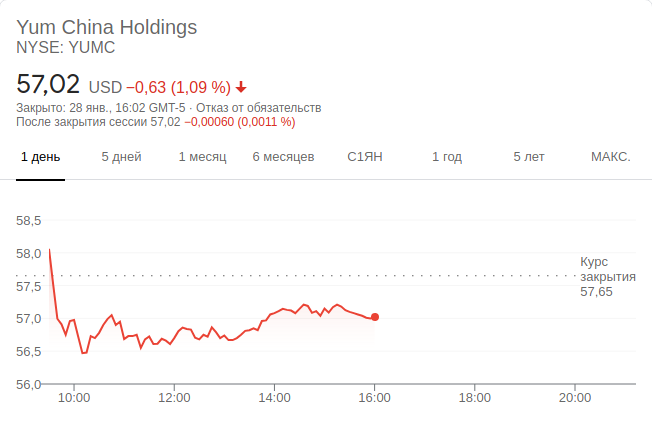 Yum China Holdings
NYSE: YUMC
57,02 USD −0,63 (1,09 %)
Закрыто: 28 янв., 16:02 GMT-5 · Отказ от обязательств
После закрытия сессии 57,02 −0,00060 (0,0011 %)
1 день 5 дней 1 месяц 6 месяцев С1ЯН 1 год 5 лет МАКС.
58,5
58,0
57,5
57,0
56,5
56,0
Курс
закрытия
57,65
10:00 12:00 14:00 16:00 18:00 20:00